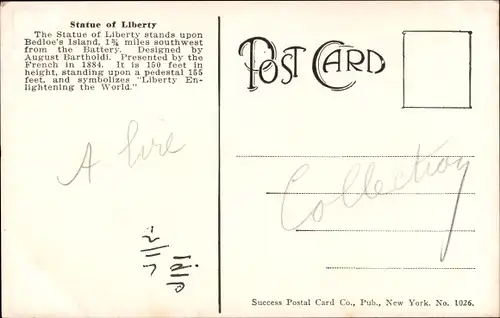 Statue of Liberty
The Statue of Liberty stands upon
Bedloe's Island, 1¾ miles southwest
from the Battery. Designed by
August Bartholdi. Presented by the
French in 1884. It is 150 feet in
height, standing upon a pedestal 155
feet, and symbolizes "Liberty En-
lightening the World."
POST CARD
A
Collection
Success Postal Card Co., Pub., New York. No. 1026.